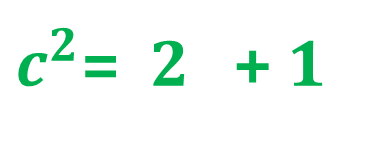 c²= 2 + 1